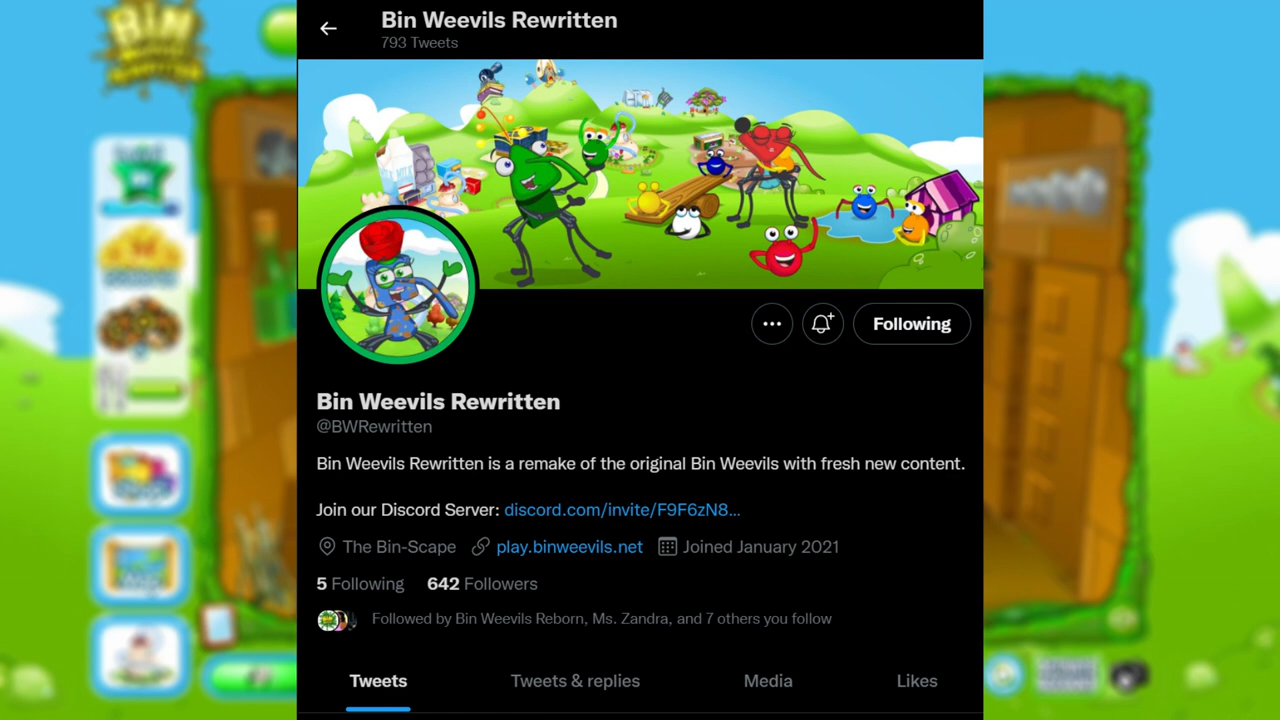 Bin Weevils Rewritten
793 Tweets
MILK
Following
Bin Weevils Rewritten
@BWRewritten
Bin Weevils Rewritten is a remake of the original Bin Weevils with fresh new content.
Join our Discord Server: discord.com/invite/F9F6zN8...
The Bin-Scape play.binweevils.net Joined January 2021
5 Following 642 Followers
Followed by Bin Weevils Reborn, Ms. Zandra, and 7 others you follow
Tweets Tweets & replies Media Likes